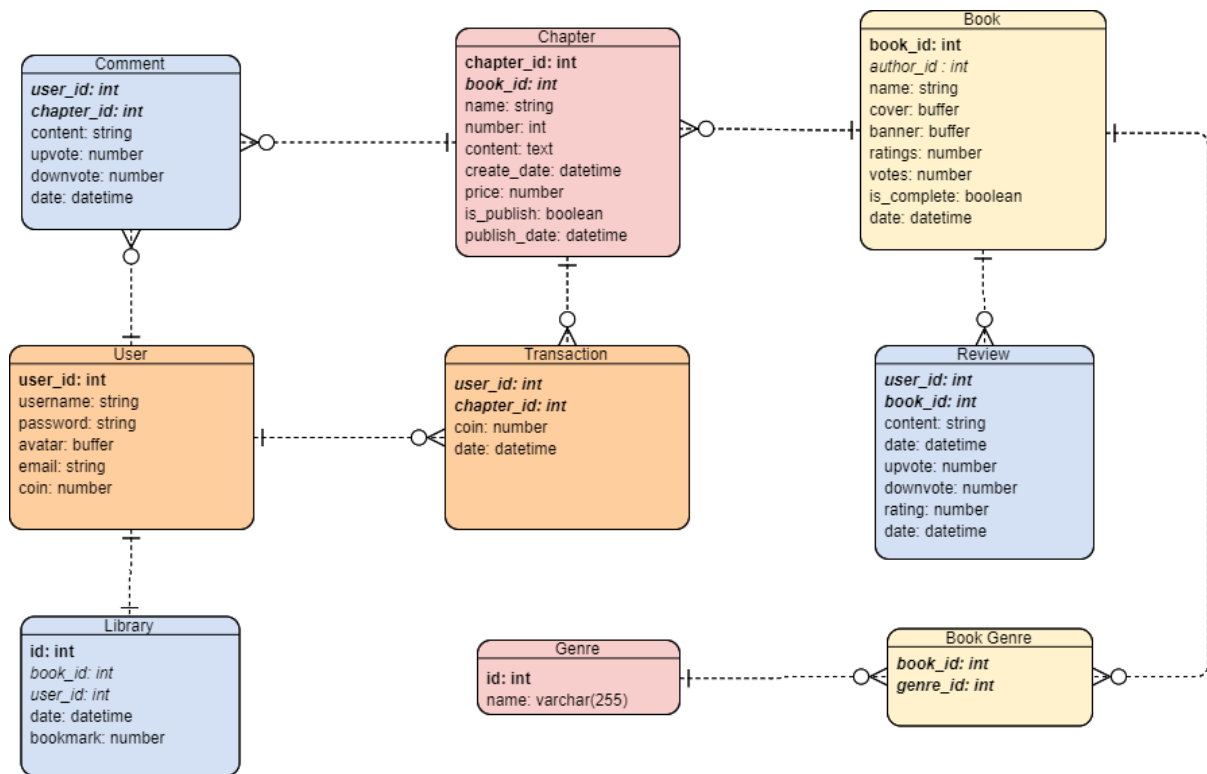 Comment
user_id: int
chapter_id: int
content: string
upvote: number
downvote: number
date: datetime
Chapter
chapter_id: int
book_id: int
name: string
number: int
content: text
create_date: datetime
price: number
is_publish: boolean
publish_date: datetime
Book
book_id: int
author_id : int
name: string
cover: buffer
banner: buffer
ratings: number
votes: number
is_complete: boolean
date: datetime
User
user_id: int
username: string
password: string
avatar: buffer
email: string
coin: number
Transaction
user_id: int
chapter_id: int
coin: number
date: datetime
Review
user_id: int
book_id: int
content: string
date: datetime
upvote: number
downvote: number
rating: number
date: datetime
Library
id: int
book_id: int
user_id: int
date: datetime
bookmark: number
Genre
id: int
name: varchar(255)
Book Genre
book_id: int
genre_id: int